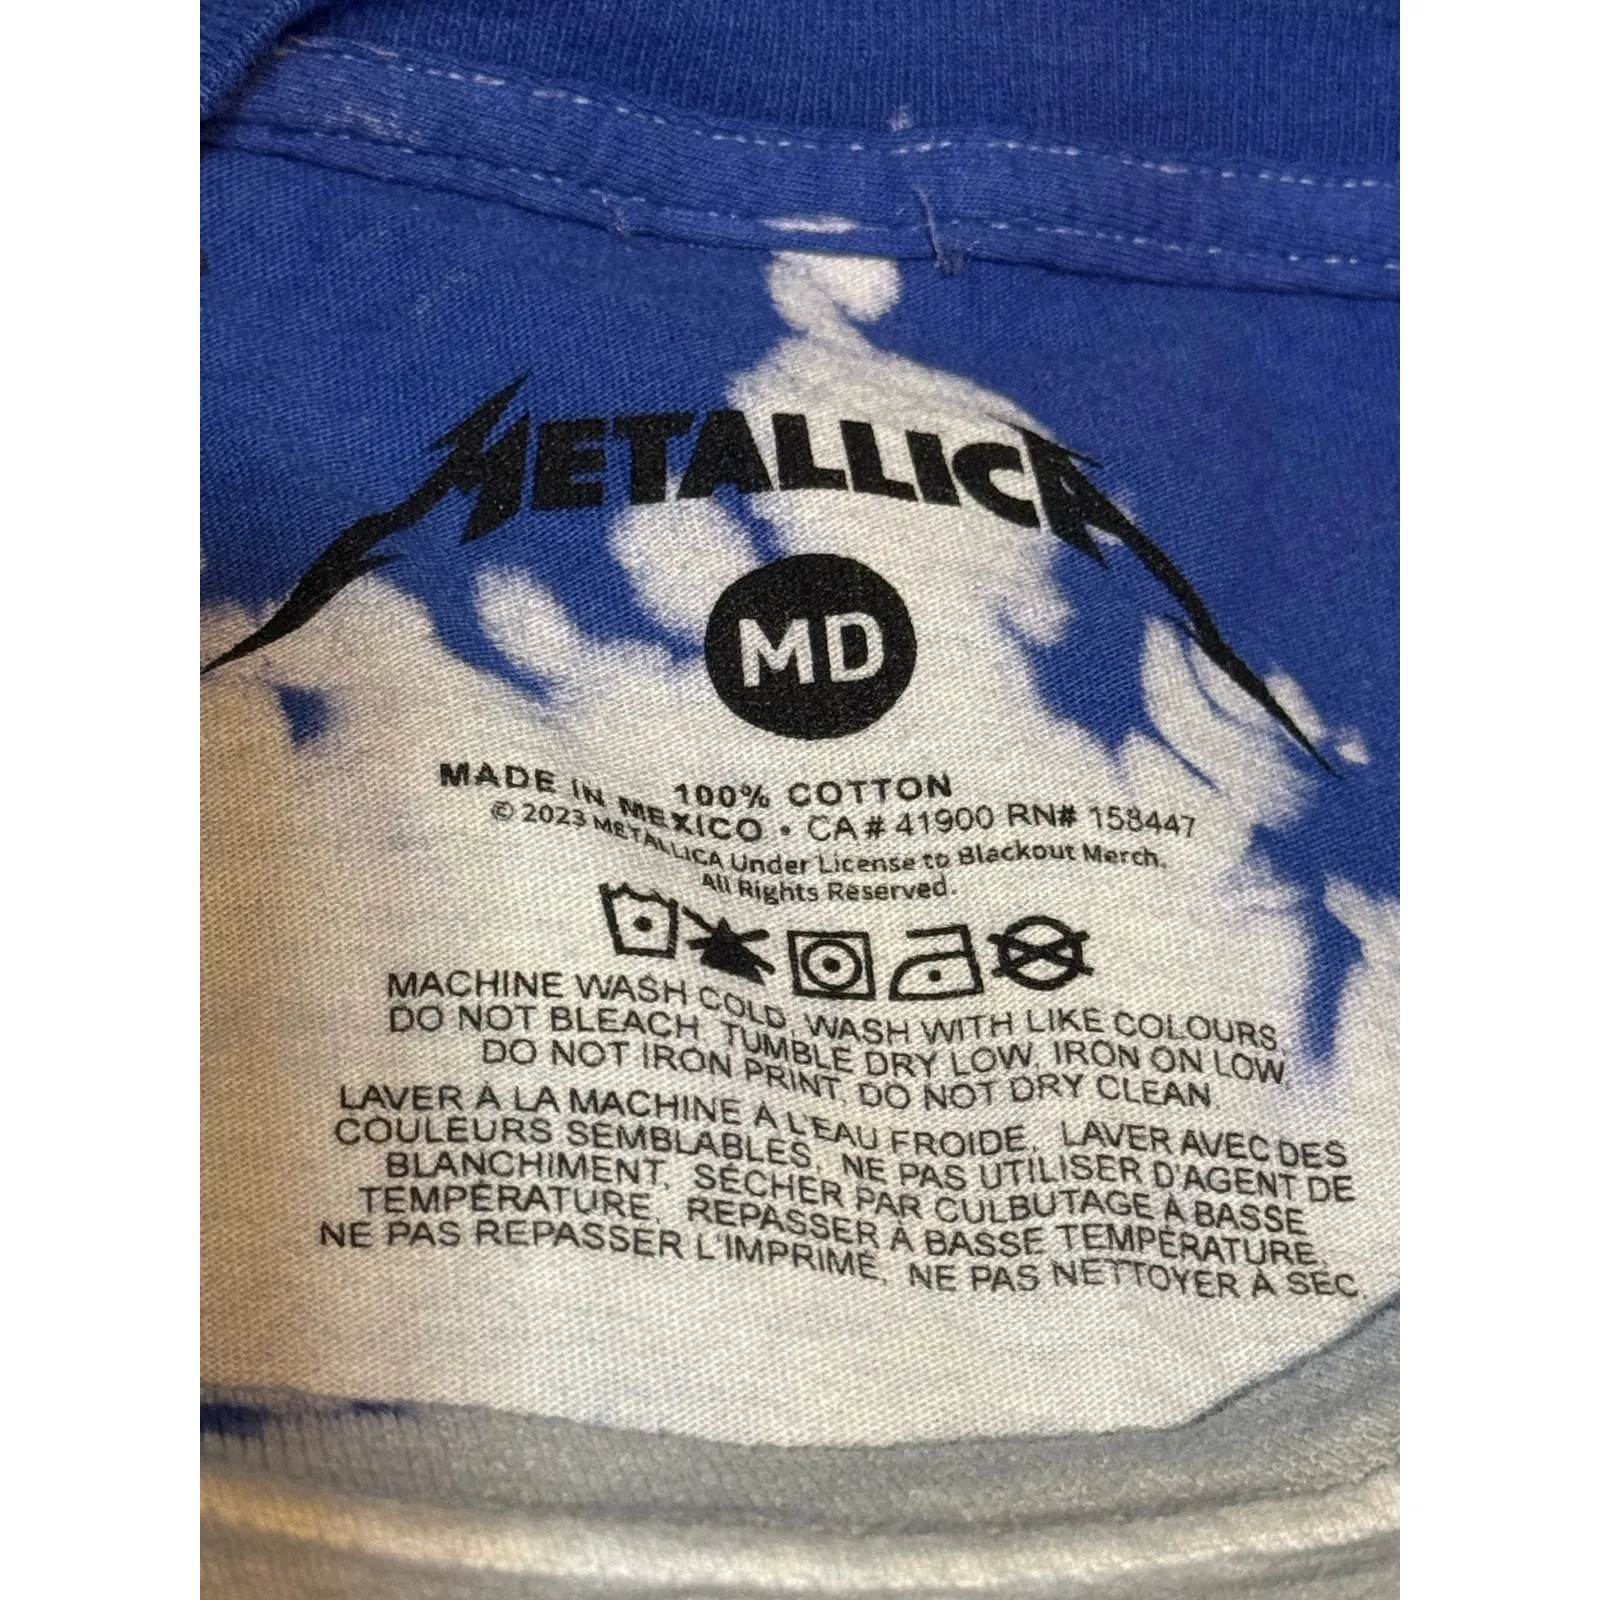 METALLICA
MD
100% COTTON
MADE IN MEXICO • CA# 41900 RN# 158447
© 2023 METALLICA Under License to Blackout Merch.
All Rights Reserved.
MACHINE WASH COLD, WASH WITH LIKE COLOURS,
DO NOT BLEACH, TUMBLE DRY LOW, IRON ON LOW,
DO NOT IRON PRINT, DO NOT DRY CLEAN.
LAVER À LA MACHINE À L'EAU FROIDE, LAVER AVEC DES
COULEURS SEMBLABLES, NE PAS UTILISER D'AGENT DE
BLANCHIMENT, SÉCHER PAR CULBUTAGE À BASSE
TEMPÉRATURE, REPASSER À BASSE TEMPÉRATURE,
NE PAS REPASSER L'IMPRIMÉ, NE PAS NETTOYER À SEC.